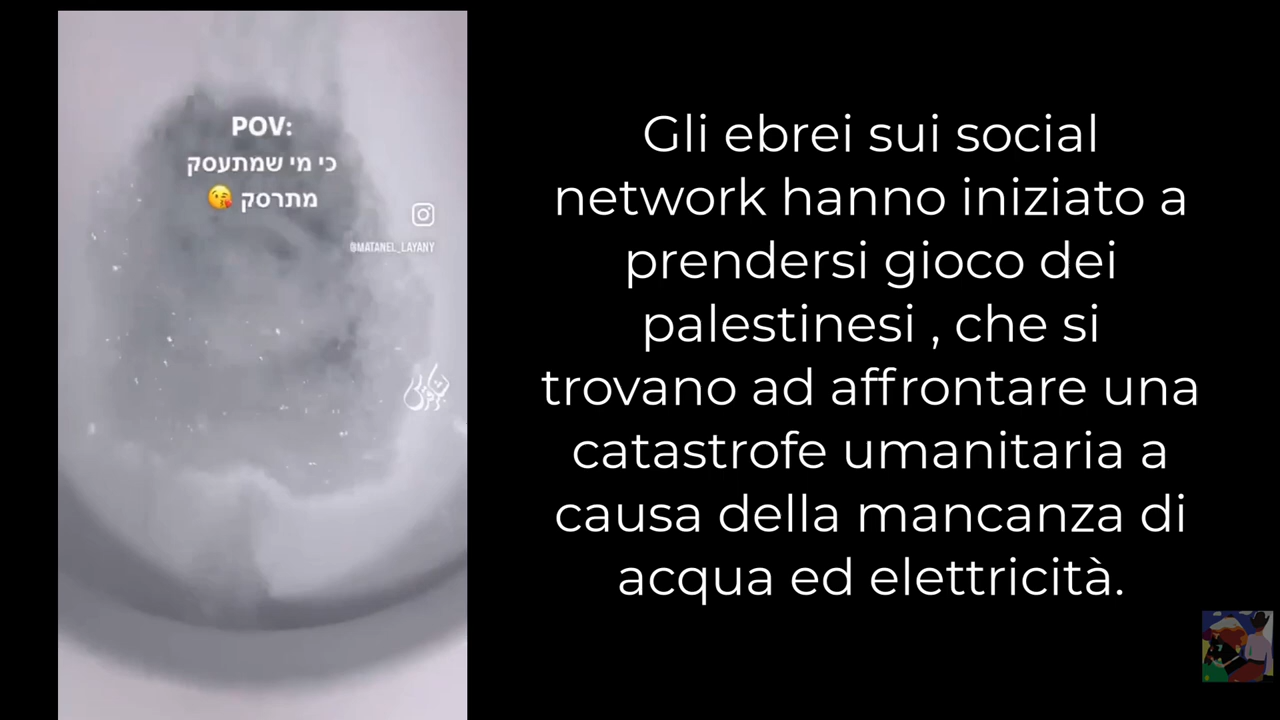 POV:
כי מי שמתעסק
מתרסק 😘
@MATANEL_LAYANY
Gli ebrei sui social
network hanno iniziato a
prendersi gioco dei
palestinesi , che si
trovano ad affrontare una
catastrofe umanitaria a
causa della mancanza di
acqua ed elettricità.